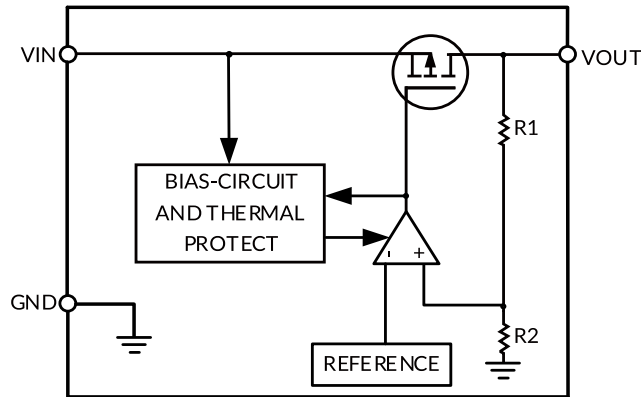 VIN
VOUT
R1
BIAS-CIRCUIT
AND THERMAL
PROTECT
- +
GND
R2
REFERENCE